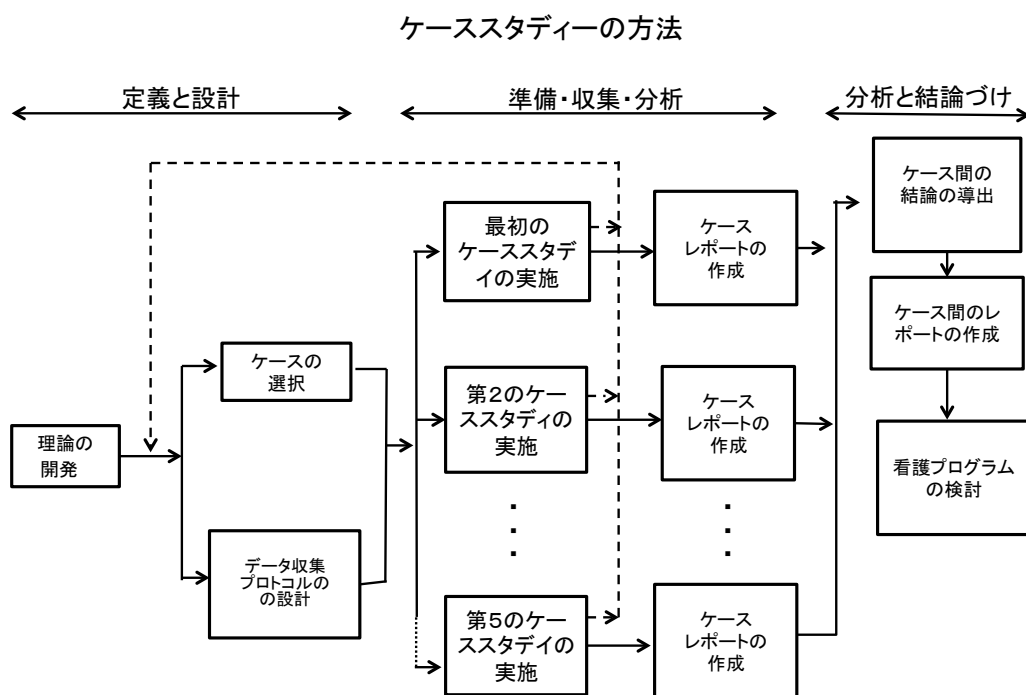 ケーススタディーの方法
定義と設計
準備・収集・分析
分析と結論づけ
理論の
開発
ケースの
選択
データ収集
プロトコルの
の設計
最初の
ケーススタデ
イの実施
ケース
レポートの
作成
第2のケー
ススタディの
実施
ケース
レポートの
作成
第5のケー
ススタデイの
実施
ケース
レポートの
作成
ケース間の
結論の導出
ケース間のレ
ポートの作成
看護プログラム
の検討